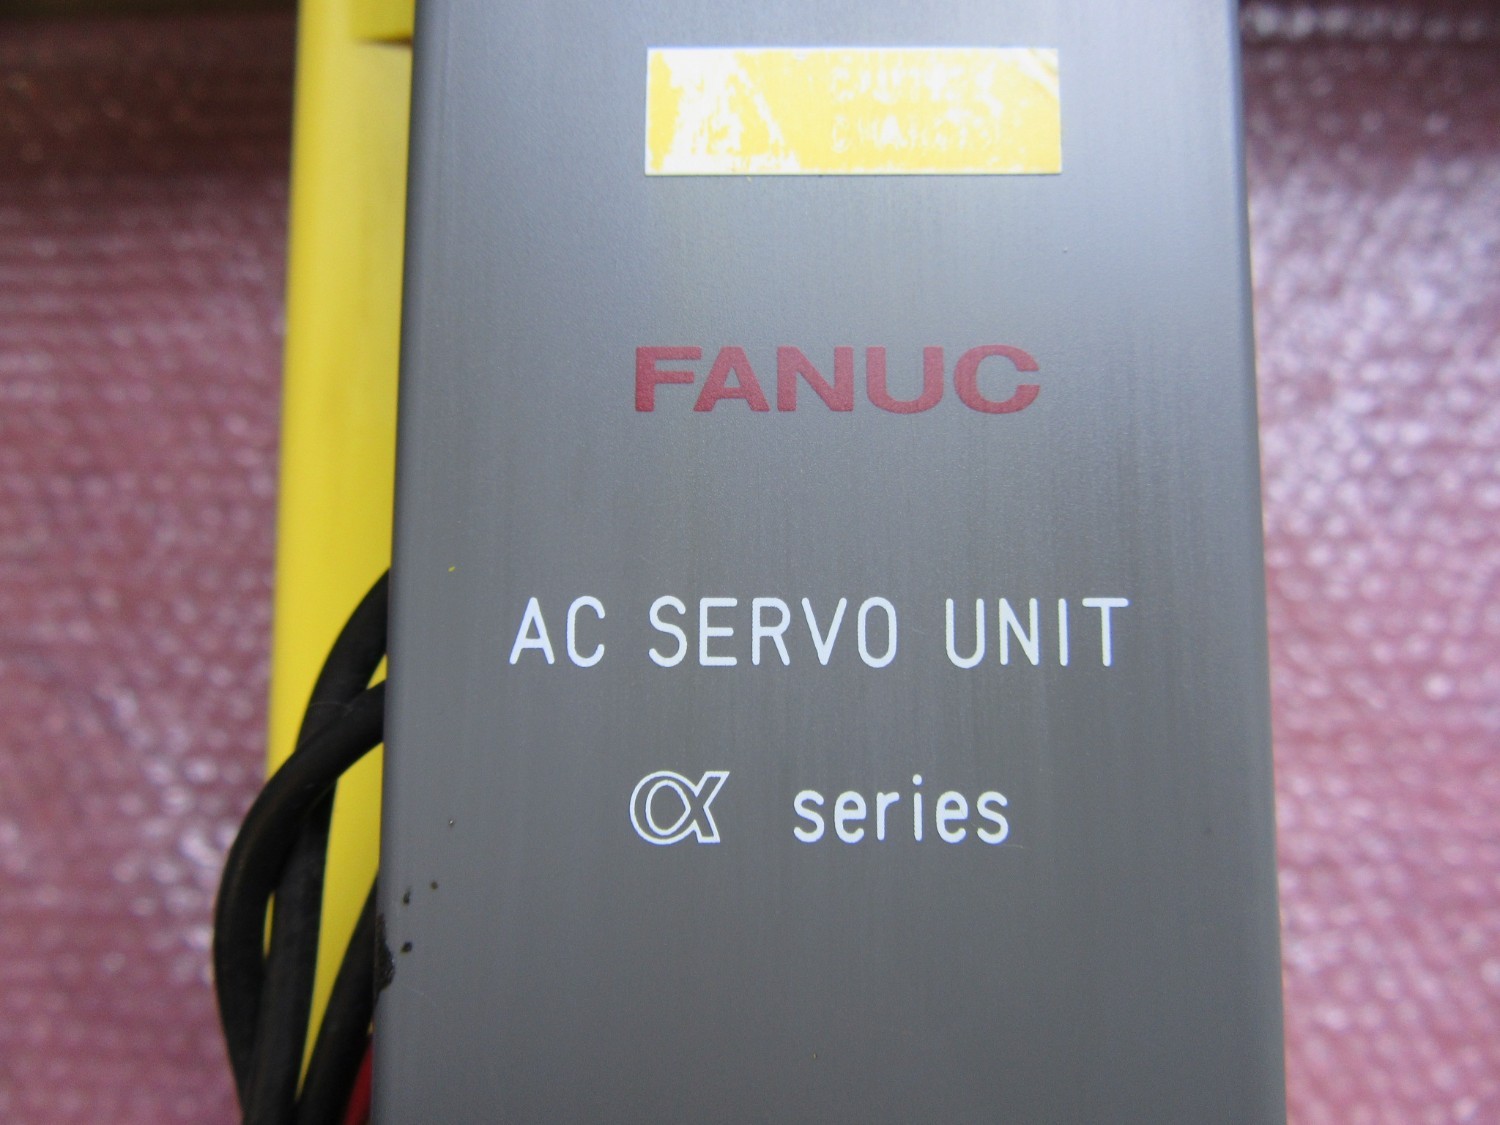 FANUC
AC SERVO UNIT
α series